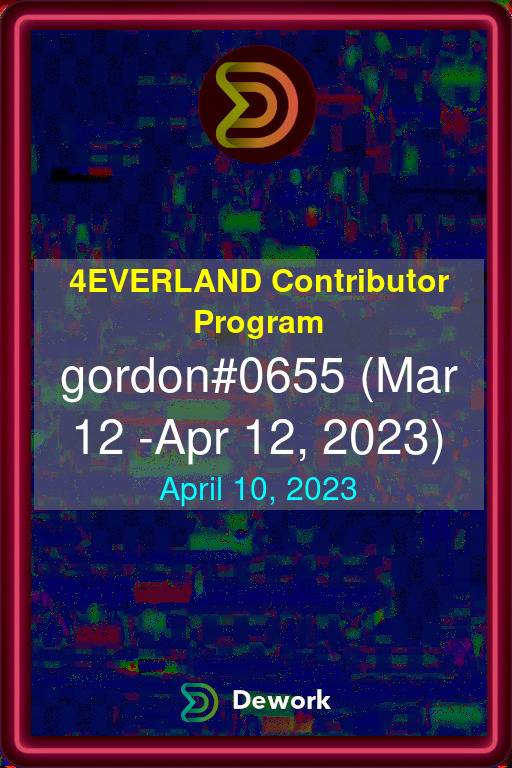 4EVERLAND Contributor
Program
gordon#0655 (Mar
12 -Apr 12, 2023)
April 10, 2023
Dework